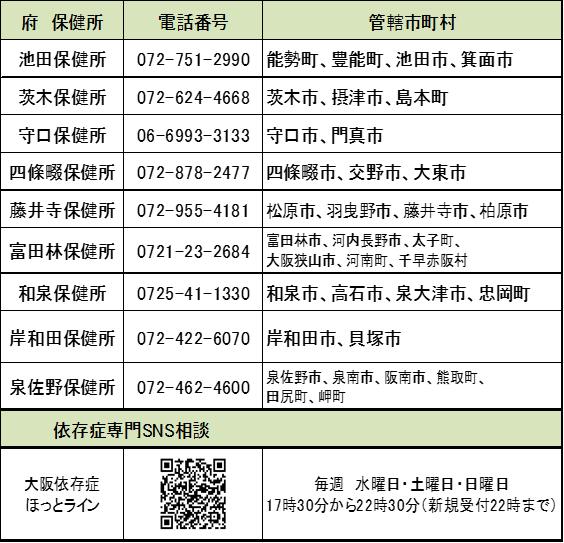 府　保健所　電話番号　管轄市町村
池田保健所　072-751-2990　能勢町、豊能町、池田市、箕面市
茨木保健所　072-624-4668　茨木市、摂津市、島本町
守口保健所　06-6993-3133　守口市、門真市
四條畷保健所　072-878-2477　四條畷市、交野市、大東市
藤井寺保健所　072-955-4181　松原市、羽曳野市、藤井寺市、柏原市
富田林保健所　0721-23-2684　富田林市、河内長野市、太子町、
大阪狭山市、河南町、千早赤阪村
和泉保健所　0725-41-1330　和泉市、高石市、泉大津市、忠岡町
岸和田保健所　072-422-6070　岸和田市、貝塚市
泉佐野保健所　072-462-4600　泉佐野市、泉南市、阪南市、熊取町、
田尻町、岬町
依存症専門SNS相談
大阪依存症
ほっとライン
毎週　水曜日・土曜日・日曜日
17時30分から22時30分（新規受付22時まで）